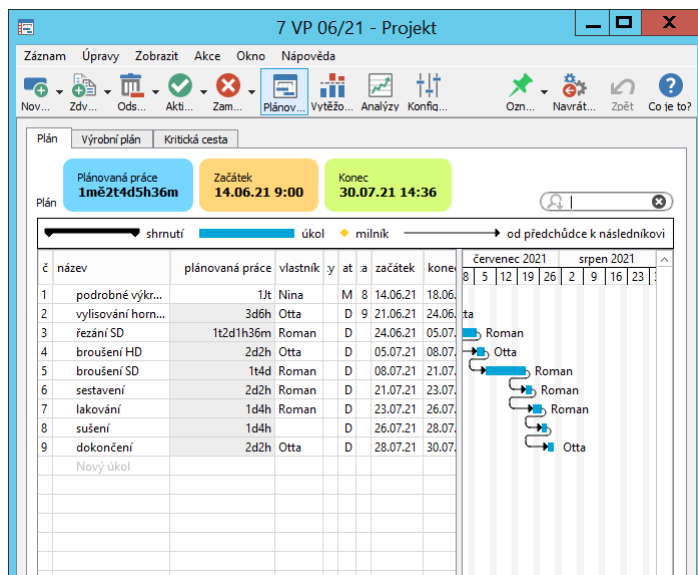 7 VP 06/21 - Projekt
Záznam Úpravy Zobrazit Akce Okno Nápověda
Nov... Zdv... Ods... Akti... Zam... Plánov... Vytěžo... Analýzy Konfig... Ozn... Navrát... Zpět Co je to?
Plán Výrobní plán Kritická cesta
Plánovaná práce Začátek Konec
Plán 1mě2t4d5h36m 14.06.21 9:00 30.07.21 14:36
shrnutí úkol milník od předchůdce k následníkovi
č název plánovaná práce vlastník :y at :a začátek konec červenec 2021 srpen 2021
8 5 12 19 26 2 9 16 23
1 podrobné výkr... 1Jt Nina M 8 14.06.21 18.06.
2 vylisování horn... 3d6h Otta D 9 21.06.21 24.06. :ta
3 řezání SD 1t2d1h36m Roman D 24.06.21 05.07. Roman
4 broušení HD 2d2h Otta D 05.07.21 08.07. Otta
5 broušení SD 1t4d Roman D 08.07.21 21.07. Roman
6 sestavení 2d2h Roman D 21.07.21 23.07. Roman
7 lakování 1d4h Roman D 23.07.21 26.07. Roman
8 sušení 1d4h D 26.07.21 28.07.
9 dokončení 2d2h Otta D 28.07.21 30.07. Otta
Nový úkol